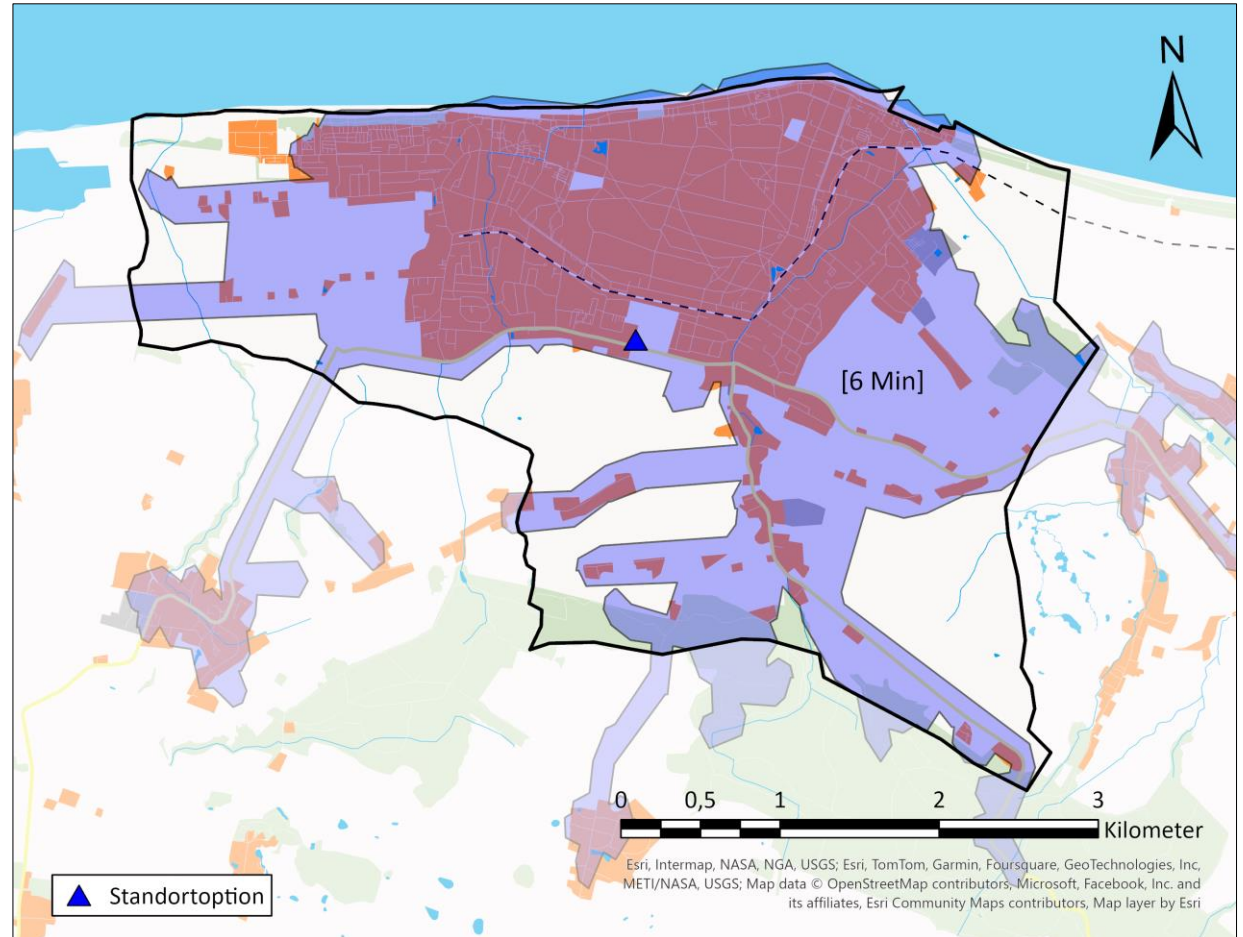 N
[6 Min]
0 0,5 1 2 3
Kilometer
Esri, Intermap, NASA, NGA, USGS; Esri, TomTom, Garmin, Foursquare, GeoTechnologies, Inc,
METI/NASA, USGS; Map data © OpenStreetMap contributors, Microsoft, Facebook, Inc. and
its affiliates, Esri Community Maps contributors, Map layer by Esri
Standortoption